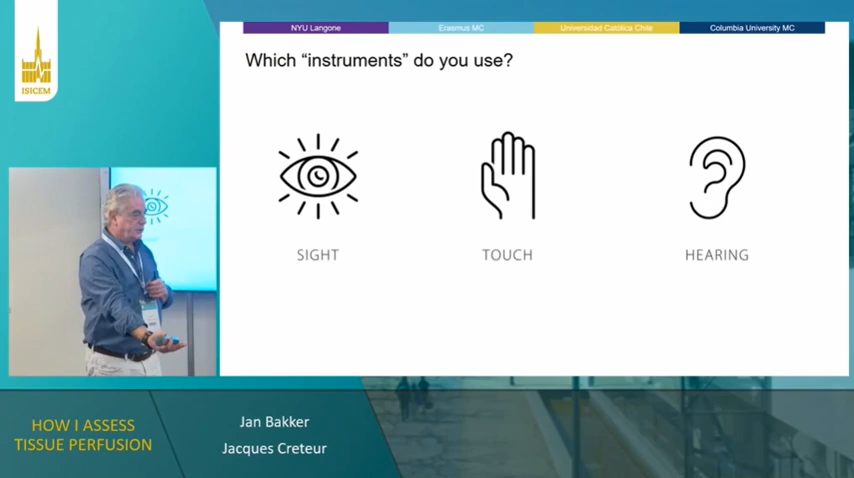 ISICEM
NYU Langone
Erasmus MC
Universidad Catolica Chile
Columbia University MC
Which “instruments” do you use?
SIGHT
TOUCH
HEARING
HOW I ASSESS
TISSUE PERFUSION
Jan Bakker
Jacques Creteur